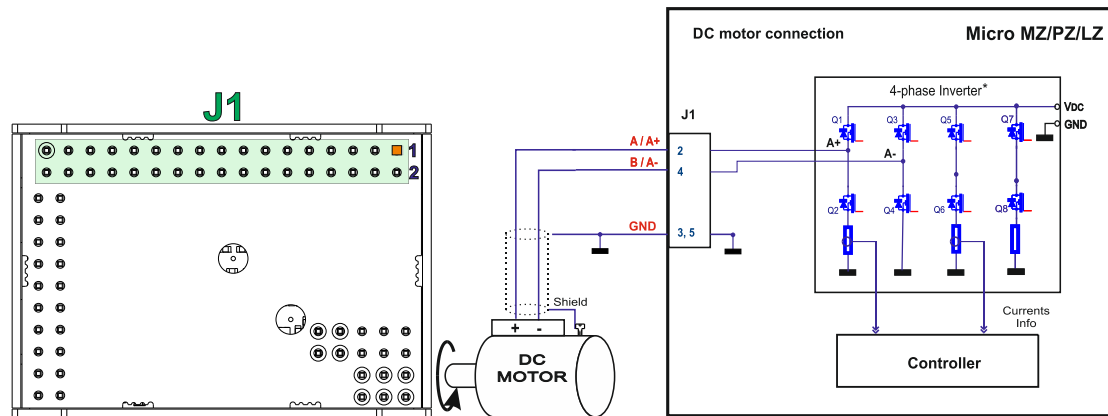 J1
1
2
DC motor connection
Micro MZ/PZ/LZ
4-phase Inverter*
VDC
GND
J1
Q1
Q3
Q5
Q7
A / A+
2
A+
B / A-
4
A-
Q2
Q4
Q6
Q8
GND
3, 5
Shield
+ -
DC
MOTOR
Currents
Info
Controller